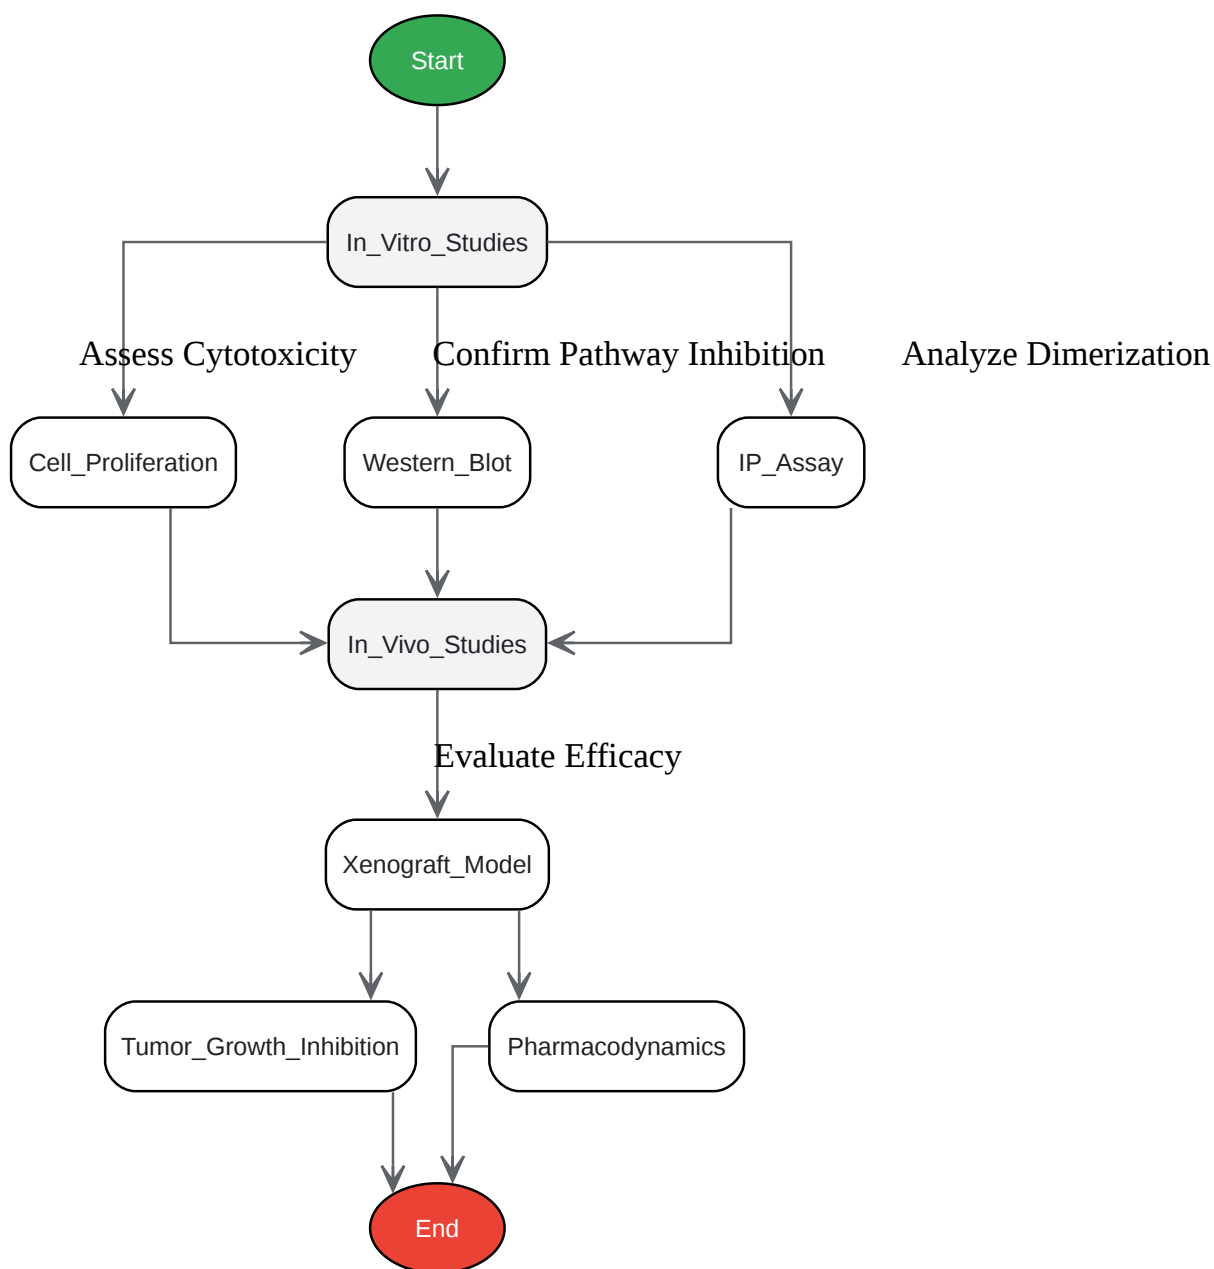 Start
In_Vitro_Studies
Assess Cytotoxicity
Confirm Pathway Inhibition
Analyze Dimerization
Cell_Proliferation
Western_Blot
IP_Assay
In_Vivo_Studies
Evaluate Efficacy
Xenograft_Model
Tumor_Growth_Inhibition
Pharmacodynamics
End